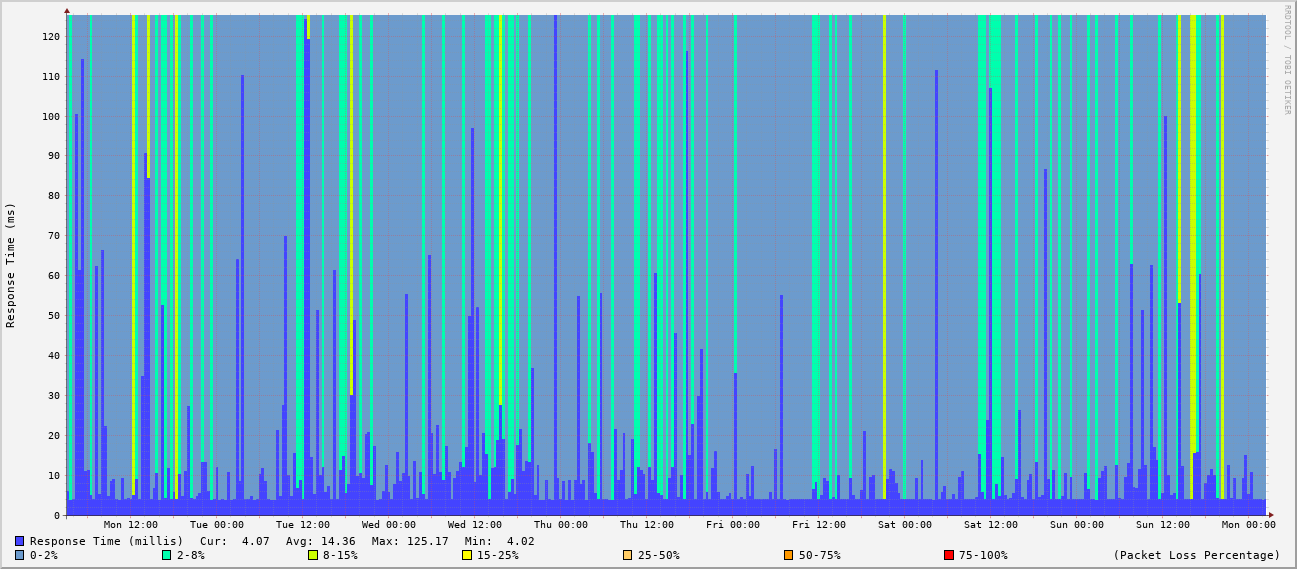 RRDTOOL / TOBI OETIKER
Response Time (ms)
120
110
100
90
80
70
60
50
40
30
20
10
0
Mon 12:00 Tue 00:00 Tue 12:00 Wed 00:00 Wed 12:00 Thu 00:00 Thu 12:00 Fri 00:00 Fri 12:00 Sat 00:00 Sat 12:00 Sun 00:00 Sun 12:00 Mon 00:00
Response Time (millis) Cur: 4.07 Avg: 14.36 Max: 125.17 Min: 4.02
0-2% 2-8% 8-15% 15-25% 25-50% 50-75% 75-100% (Packet Loss Percentage)